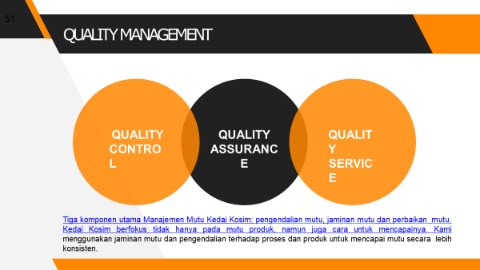 51
QUALITY MANAGEMENT
QUALITY
CONTRO
L
QUALITY
ASSURANC
E
QUALIT
Y
SERVIC
E
Tiga komponen utama Manajemen Mutu Kedai Kosim: pengendalian mutu, jaminan mutu dan perbaikan mutu.
Kedai Kosim berfokus tidak hanya pada mutu produk, namun juga cara untuk mencapainya. Kami
menggunakan jaminan mutu dan pengendalian terhadap proses dan produk untuk mencapai mutu secara lebih
konsisten.